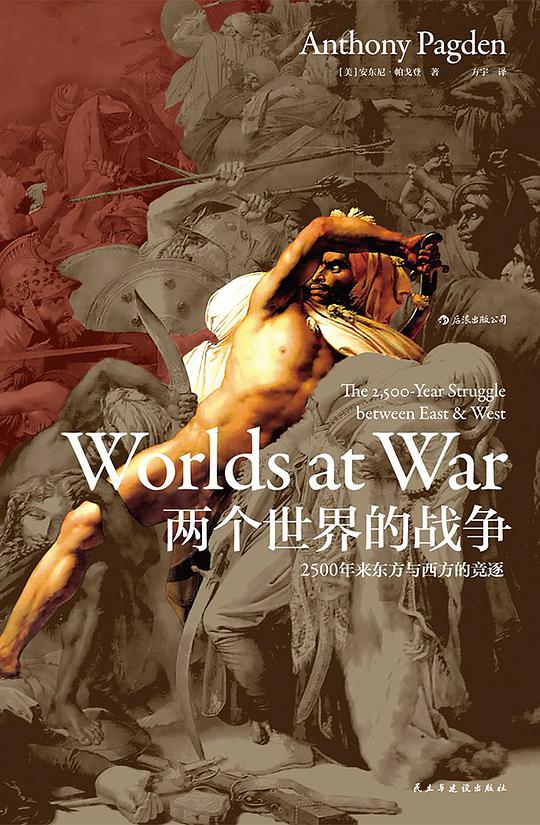 Anthony Pagden
[美]安东尼·帕戈登 著 方宇 译
后浪出版公司
The 2,500-Year Struggle
between East & West
Worlds at War
两个世界的战争
2500年来东方与西方的竞逐
民主与建设出版社